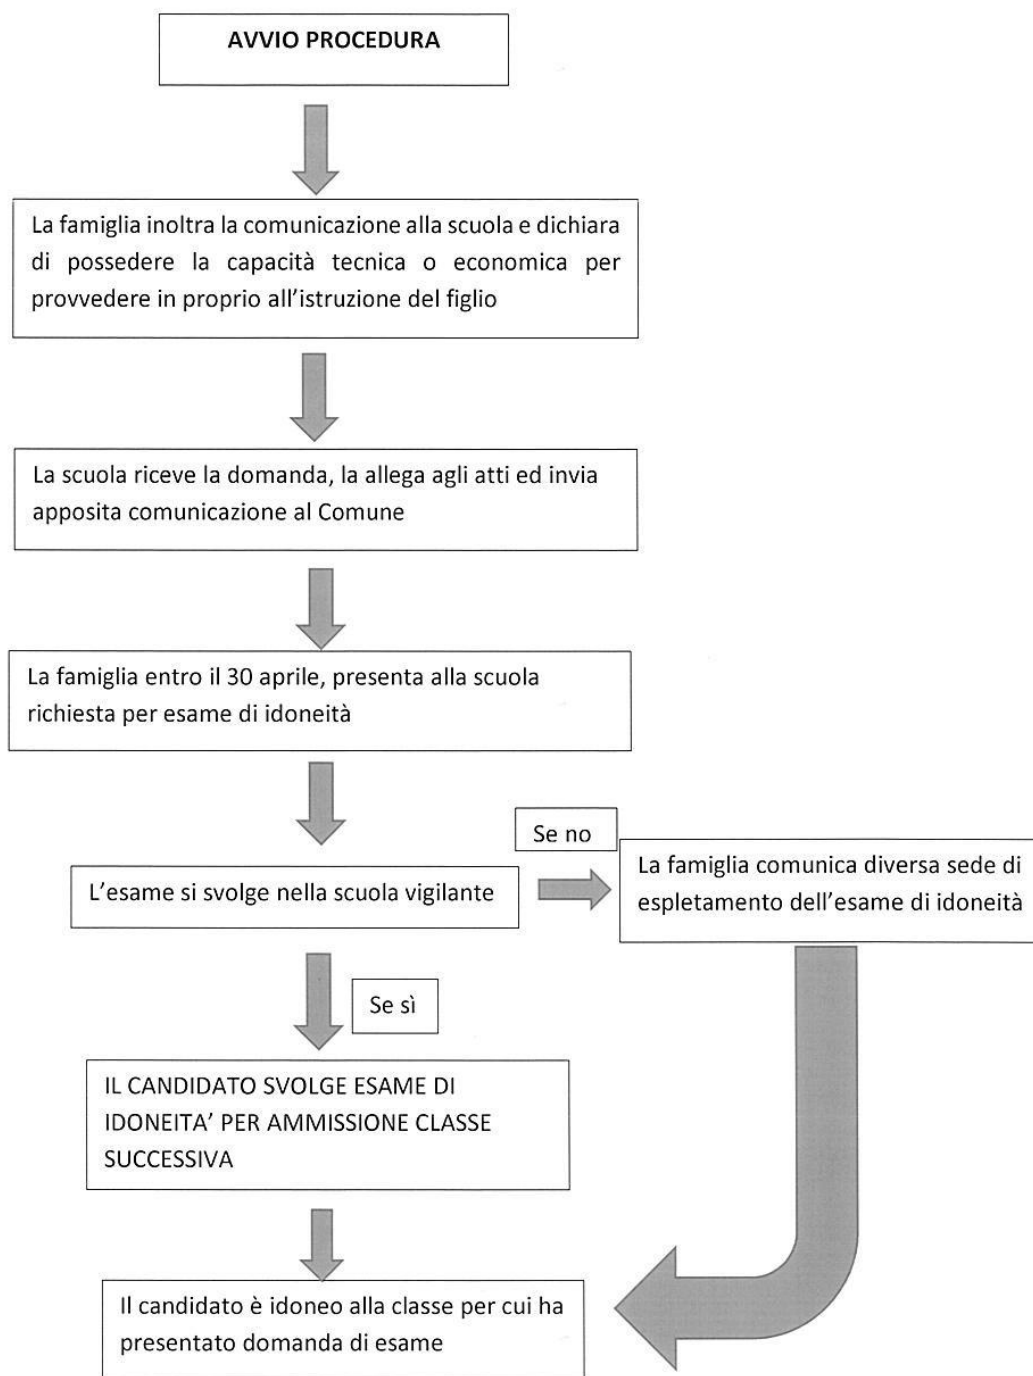 AVVIO PROCEDURA
La famiglia inoltra la comunicazione alla scuola e dichiara
di possedere la capacità tecnica o economica per
provvedere in proprio all’istruzione del figlio
La scuola riceve la domanda, la allega agli atti ed invia
apposita comunicazione al Comune
La famiglia entro il 30 aprile, presenta alla scuola
richiesta per esame di idoneità
Se no
L’esame si svolge nella scuola vigilante
La famiglia comunica diversa sede di
espletamento dell’esame di idoneità
Se sì
IL CANDIDATO SVOLGE ESAME DI
IDONEITA’ PER AMMISSIONE CLASSE
SUCCESSIVA
Il candidato è idoneo alla classe per cui ha
presentato domanda di esame